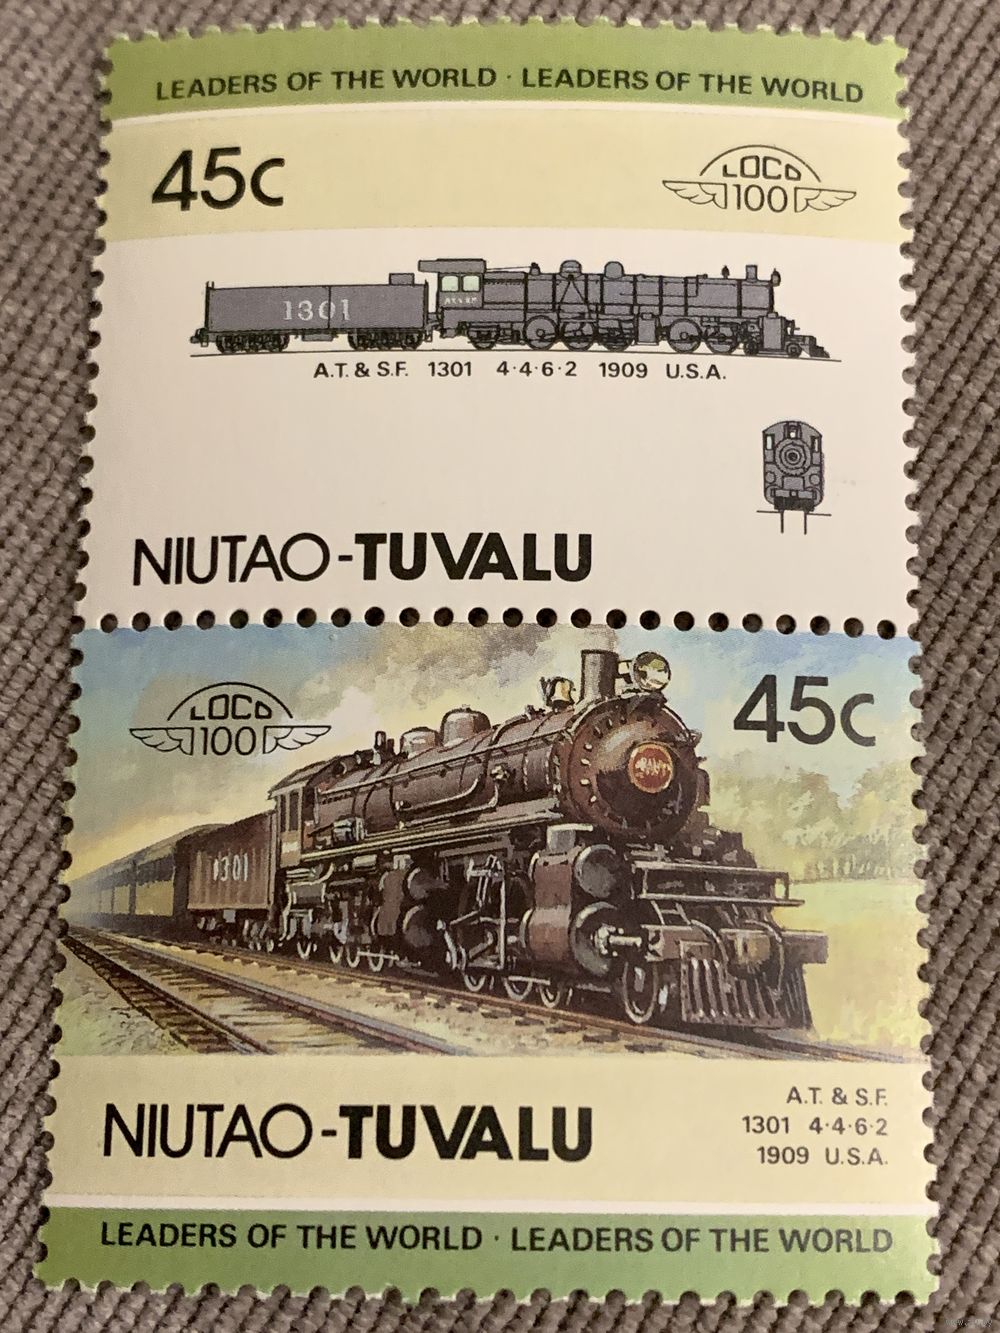 LEADERS OF THE WORLD · LEADERS OF THE WORLD
45c
LOCO
100
1301
A.T. & S.F. 1301 4·4·6·2 1909 U.S.A.
NIUTAO-TUVALU
LOCO
100
45c
1301
NIUTAO-TUVALU
A.T. & S.F.
1301 4·4·6·2
1909 U.S.A.
LEADERS OF THE WORLD · LEADERS OF THE WORLD